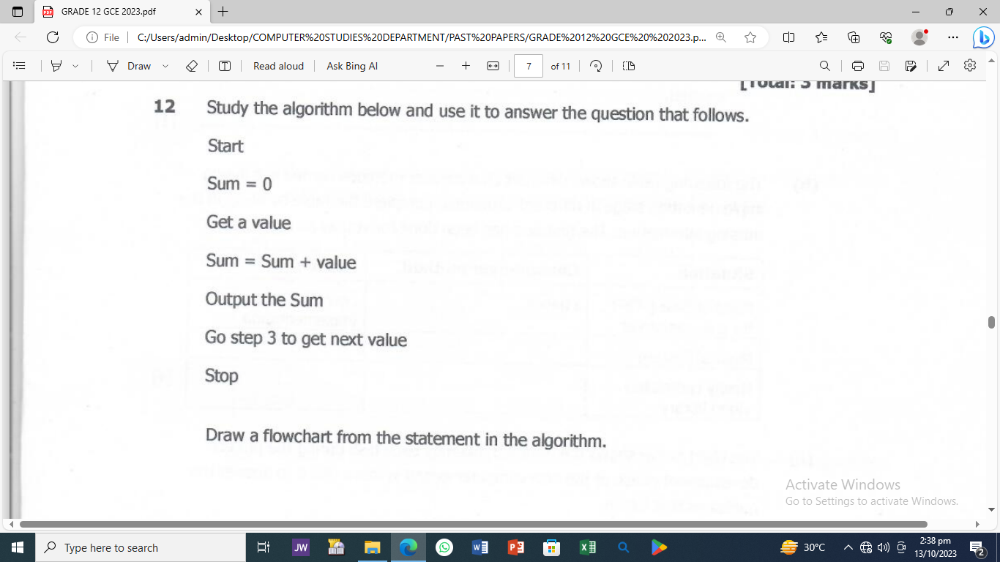 GRADE 12 GCE 2023.pdf
File
C:/Users/admin/Desktop/COMPUTER%20STUDIES%20DEPARTMENT/PAST%20PAPERS/GRADE%2012%20GCE%20%202023.p...
Draw
Read aloud
Ask Bing AI
7
of 11
[Total: 3 marks]
12 Study the algorithm below and use it to answer the question that follows.
Start
Sum = 0
Get a value
Sum = Sum + value
Output the Sum
Go step 3 to get next value
Stop
Draw a flowchart from the statement in the algorithm.
Activate Windows
Go to Settings to activate Windows.
Type here to search
JW
30°C
2:38 pm
13/10/2023
2